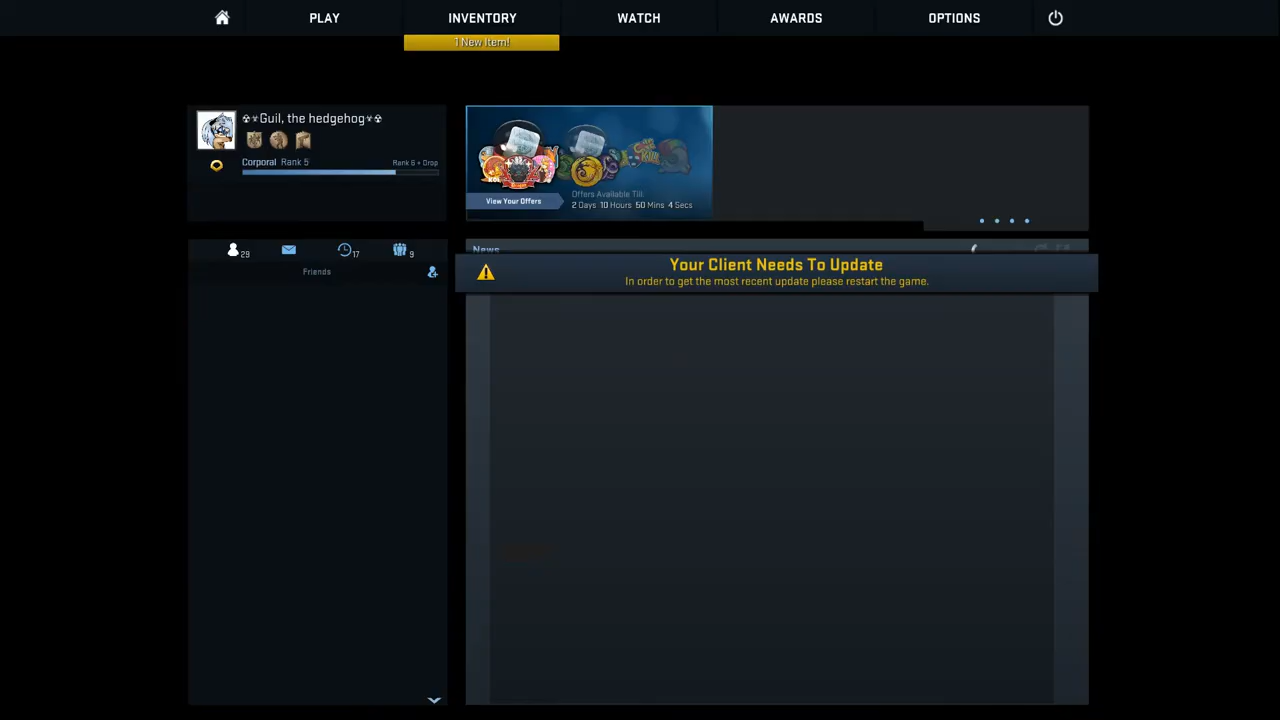 PLAY
INVENTORY
WATCH
AWARDS
OPTIONS
1 New Item!
☢☣Guil, the hedgehog☣☢
Corporal Rank 5
Rank 6 + Drop
Offers Available Till:
View Your Offers
2 Days 10 Hours 50 Mins 4 Secs
29
17
9
Friends
News
Your Client Needs To Update
In order to get the most recent update please restart the game.